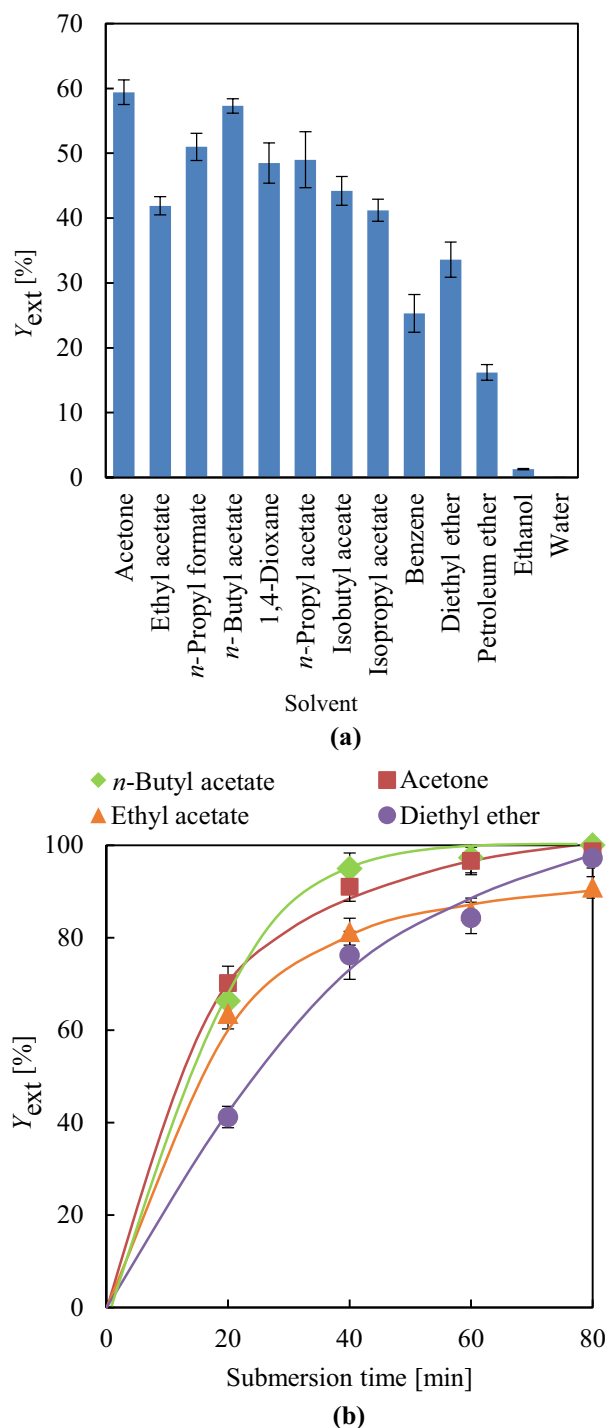 70
60
50
40
30
20
10
0
Y_ext [%]
Acetone
Ethyl acetate
n-Propyl formate
n-Butyl acetate
1,4-Dioxane
n-Propyl acetate
Isobutyl aceate
Isopropyl acetate
Benzene
Diethyl ether
Petroleum ether
Ethanol
Water
Solvent
(a)
n-Butyl acetate
Acetone
Ethyl acetate
Diethyl ether
100
80
60
40
20
0
Y_ext [%]
0 20 40 60 80
Submersion time [min]
(b)